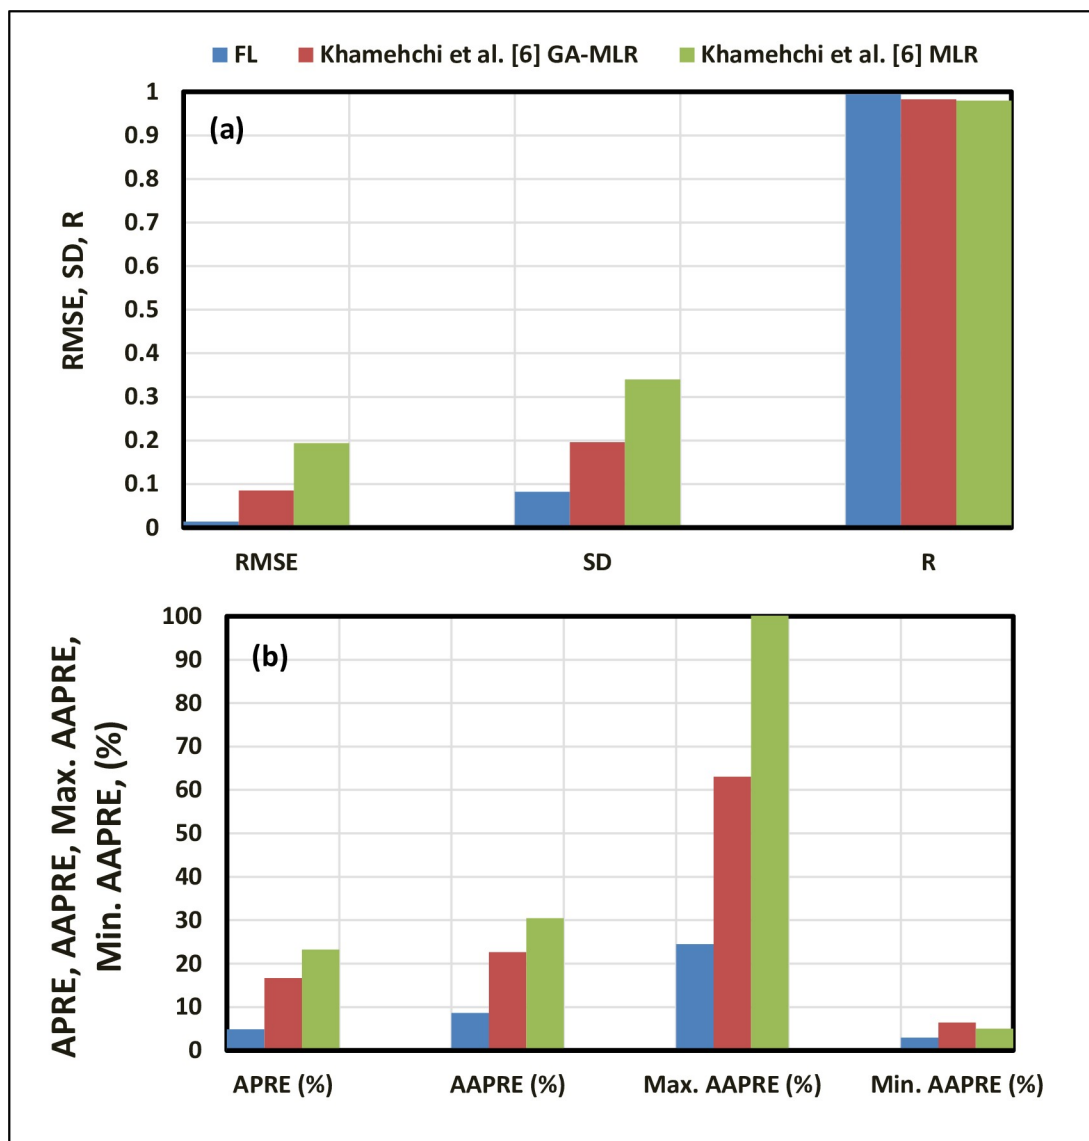 FL Khamehchi et al. [6] GA-MLR Khamehchi et al. [6] MLR
(a)
RMSE, SD, R
1
0.9
0.8
0.7
0.6
0.5
0.4
0.3
0.2
0.1
0
RMSE SD R
(b)
APRE, AAPRE, Max. AAPRE,
Min. AAPRE, (%)
100
90
80
70
60
50
40
30
20
10
0
APRE (%) AAPRE (%) Max. AAPRE (%) Min. AAPRE (%)